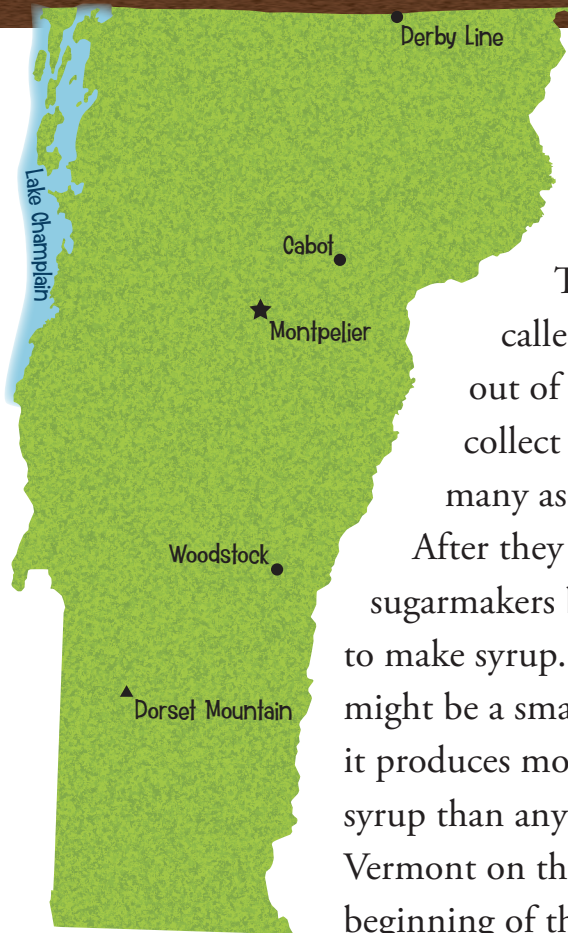 Derby Line
Lake Champlain
Cabot
Montpelier
Woodstock
Dorset Mountain
calle
out of
collect
many as
After they
sugarmakers
to make syrup.
might be a sma
it produces mo
syrup than any
Vermont on th
beginning of th